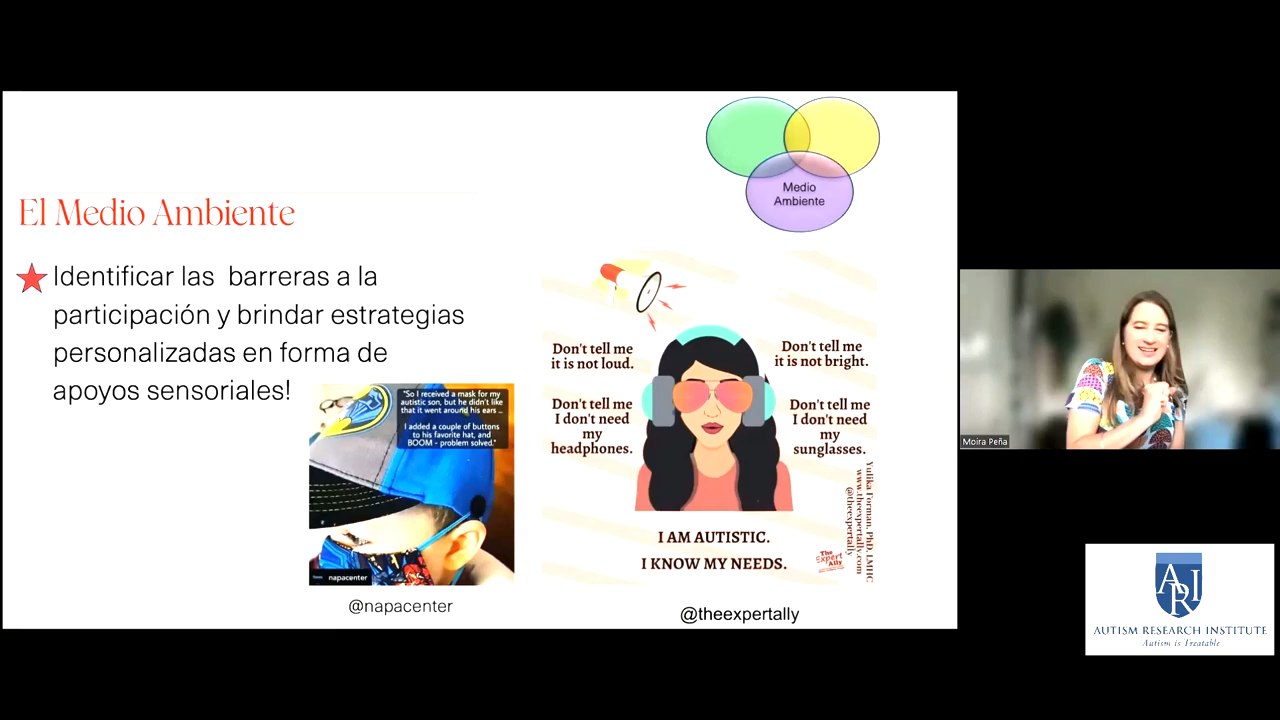 Medio
Ambiente
El Medio Ambiente
Identificar las barreras a la
participación y brindar estrategias
personalizadas en forma de
apoyos sensoriales!
"So I received a mask for my
autistic son, but he didn't like
that it went around his ears ...
I added a couple of buttons
to his favorite hat, and
BOOM - problem solved."
napacenter
@napacenter
Don't tell me
it is not loud.
Don't tell me
it is not bright.
Don't tell me
I don't need
my
headphones.
Don't tell me
I don't need
my
sunglasses.
I AM AUTISTIC.
I KNOW MY NEEDS.
The
Expert
Ally
Yulika Forman, PhD, LMHC
www.theexpertally.com
@theexpertally
@theexpertally
Moira Peña
ARI
AUTISM RESEARCH INSTITUTE
Autism is Treatable